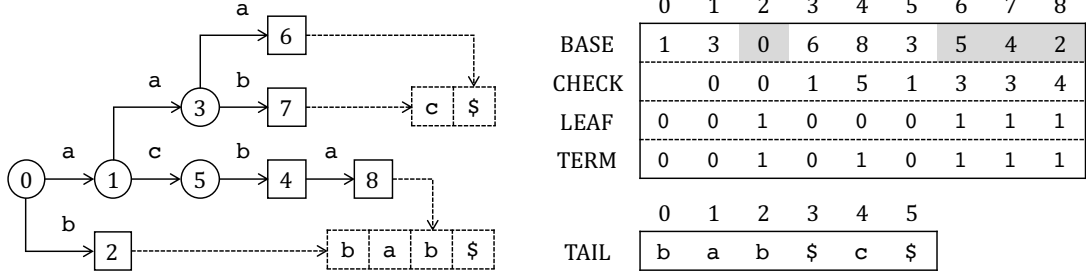 a
6
a
b
3
7
c $
a
c
b
a
0
1
5
4
8
b
2
b a b $
0 1 2 3 4 5 6 7 8
BASE 1 3 0 6 8 3 5 4 2
CHECK 0 0 1 5 1 3 3 4
LEAF 0 0 1 0 0 0 1 1 1
TERM 0 0 1 0 1 0 1 1 1
0 1 2 3 4 5
TAIL b a b $ c $